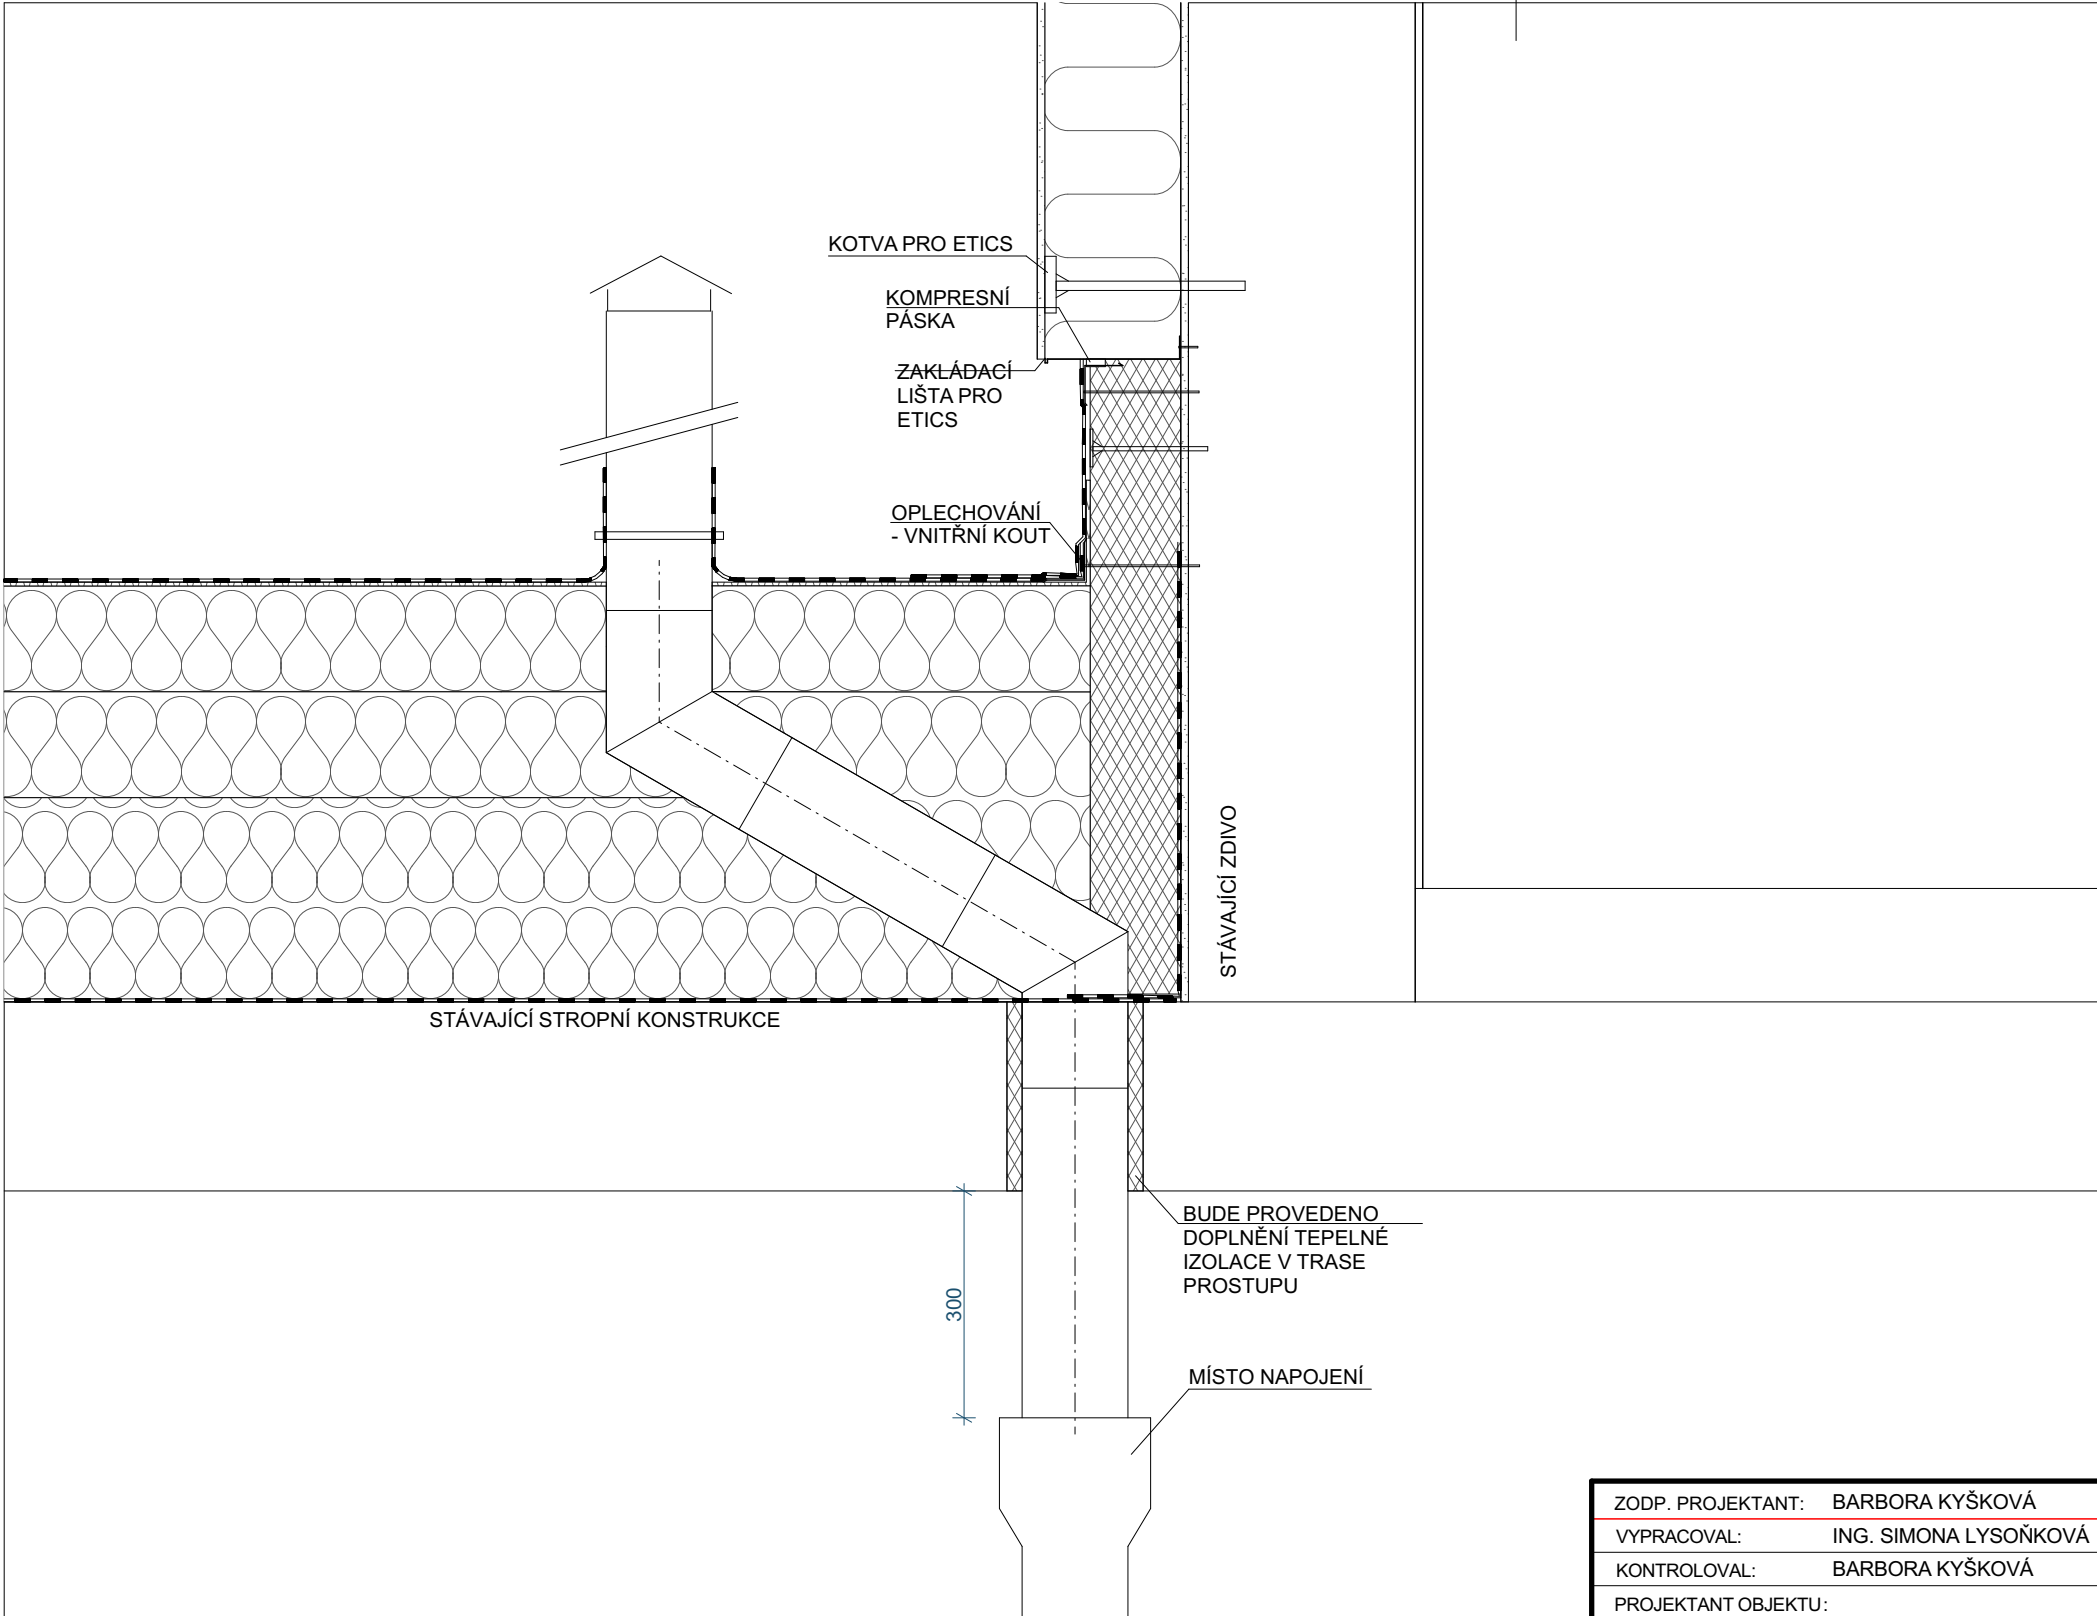 KOTVA PRO ETICS
KOMPRESNÍ
PÁSKA
ZAKLÁDACÍ
LIŠTA PRO
ETICS
OPLECHOVÁNÍ
- VNITŘNÍ KOUT
STÁVAJÍCÍ ZDIVO
STÁVAJÍCÍ STROPNÍ KONSTRUKCE
BUDE PROVEDENO
DOPLNĚNÍ TEPELNÉ
IZOLACE V TRASE
PROSTUPU
300
MÍSTO NAPOJENÍ
ZODP. PROJEKTANT: BARBORA KYŠKOVÁ
VYPRACOVAL: ING. SIMONA LYSOŇKOVÁ
KONTROLOVAL: BARBORA KYŠKOVÁ
PROJEKTANT OBJEKTU: